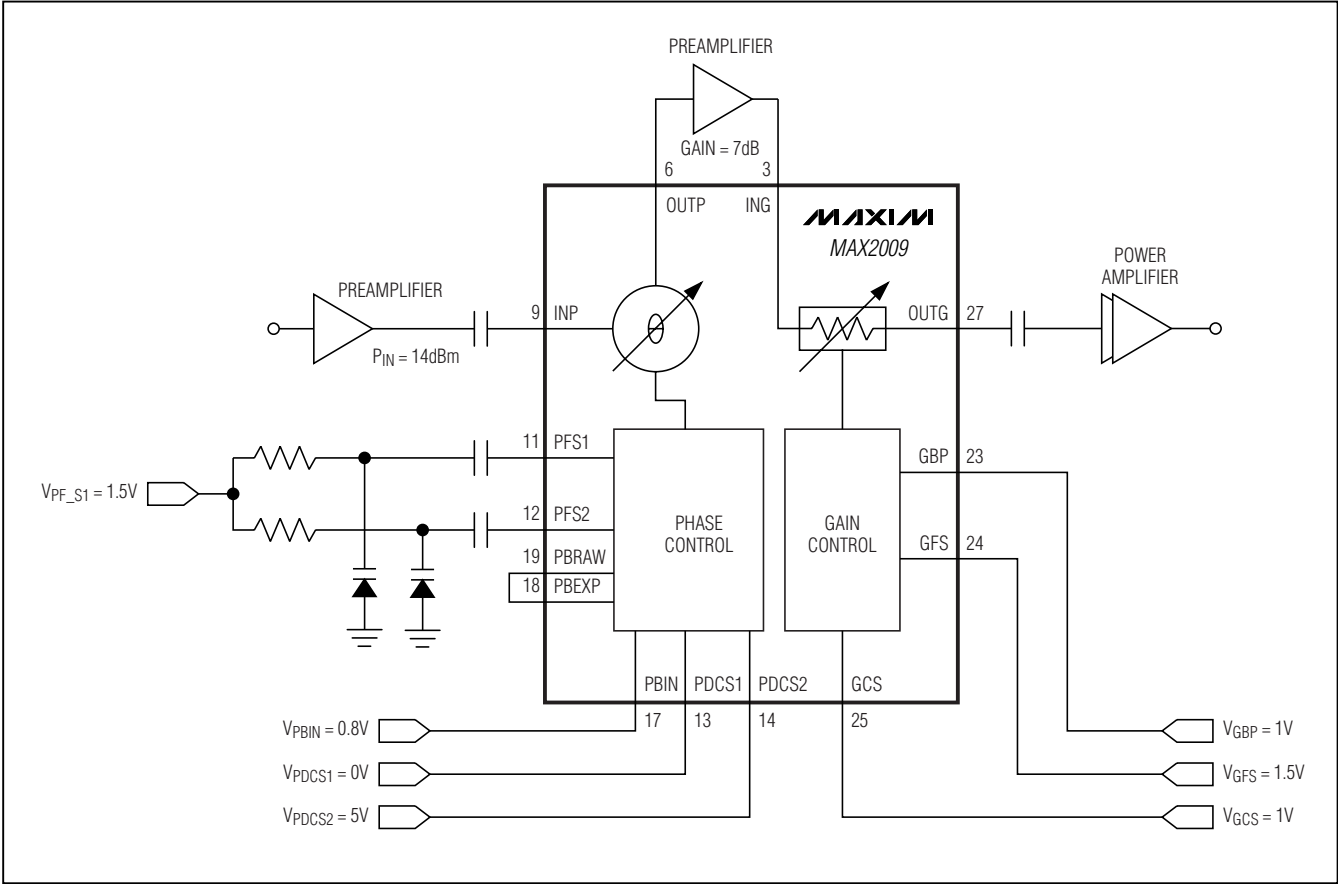 PREAMPLIFIER
GAIN = 7dB
6
3
OUTP
ING
MAXIM
MAX2009
POWER
AMPLIFIER
PREAMPLIFIER
9
INP
OUTG
27
PIN = 14dBm
11
PFS1
GBP
23
VPF_S1 = 1.5V
12
PFS2
PHASE
CONTROL
GAIN
CONTROL
GFS
24
19
PBRAW
18
PBEXP
PBIN
PDCS1
PDCS2
GCS
17
13
14
25
VPBIN = 0.8V
VGBP = 1V
VPDCS1 = 0V
VGFS = 1.5V
VPDCS2 = 5V
VGCS = 1V